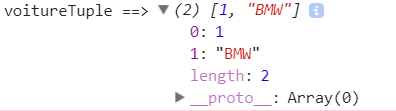 voitureTuple ==> ▼ (2) [1, "BMW"] i
0: 1
1: "BMW"
length: 2
▶ __proto__: Array(0)